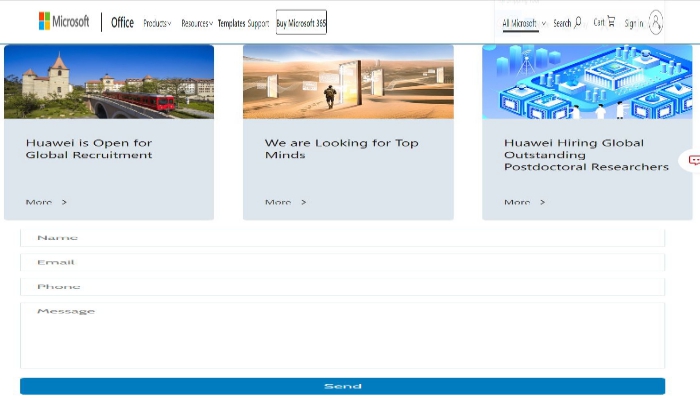 Microsoft
Office
Products
Resources
Templates
Support
Buy Microsoft 365
All Microsoft
Search
Cart
Sign in
Huawei is Open for
Global Recruitment
More >
We are Looking for Top
Minds
More >
Huawei Hiring Global
Outstanding
Postdoctoral Researchers
More >
Name
Email
Phone
Message
Send